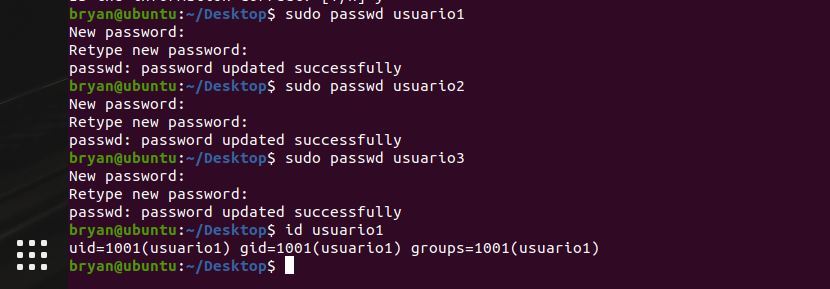 bryan@ubuntu:~/Desktop$ sudo passwd usuario1
New password:
Retype new password:
passwd: password updated successfully
bryan@ubuntu:~/Desktop$ sudo passwd usuario2
New password:
Retype new password:
passwd: password updated successfully
bryan@ubuntu:~/Desktop$ sudo passwd usuario3
New password:
Retype new password:
passwd: password updated successfully
bryan@ubuntu:~/Desktop$ id usuario1
uid=1001(usuario1) gid=1001(usuario1) groups=1001(usuario1)
bryan@ubuntu:~/Desktop$